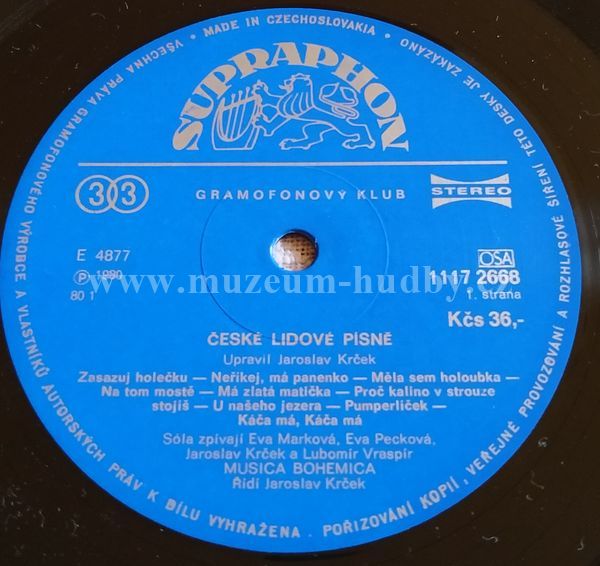 VŠECHNA PRÁVA GRAMOFONOVÉHO VÝROBCE A VLASTNÍKŮ AUTORSKÝCH PRÁV K DÍLU VYHRAŽENA. POŘIZOVÁNÍ KOPIÍ, VEŘEJNÉ PROVOZOVÁNÍ A ROZHLASOVÉ ŠÍŘENÍ TÉTO DESKY JE ZAKÁZÁNO
• MADE IN CZECHOSLOVAKIA •
SUPRAPHON
33 GRAMOFONOVÝ KLUB STEREO
E 4877
℗ 1980
80 1
OSA
1117 2668
1. strana
Kčs 36,-
www.muzeum-hudby.cz
ČESKÉ LIDOVÉ PÍSNĚ
Upravil Jaroslav Krček
Zasazuj holečku — Neříkej, má panenko — Měla sem holoubka —
Na tom mostě — Má zlatá matička — Proč kalino v strouze
stojíš — U našeho jezera — Pumperlíček —
Káča má, Káča má
Sóla zpívají Eva Marková, Eva Pecková,
Jaroslav Krček a Lubomír Vraspír
MUSICA BOHEMICA
Řídí Jaroslav Krček